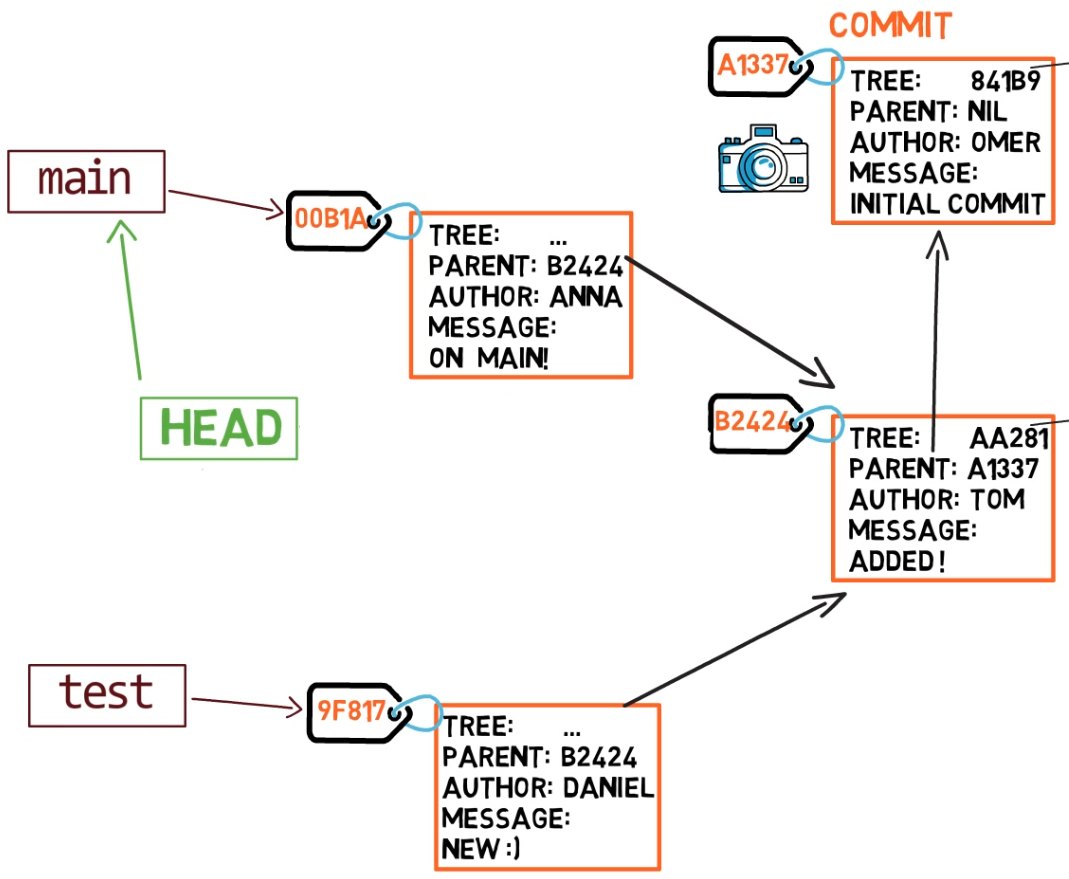 COMMIT
A1337
TREE: 841B9
PARENT: NIL
AUTHOR: OMER
MESSAGE:
INITIAL COMMIT
main
00B1A
TREE: ...
PARENT: B2424
AUTHOR: ANNA
MESSAGE:
ON MAIN!
HEAD
B2424
TREE: AA281
PARENT: A1337
AUTHOR: TOM
MESSAGE:
ADDED!
test
9F817
TREE: ...
PARENT: B2424
AUTHOR: DANIEL
MESSAGE:
NEW :)